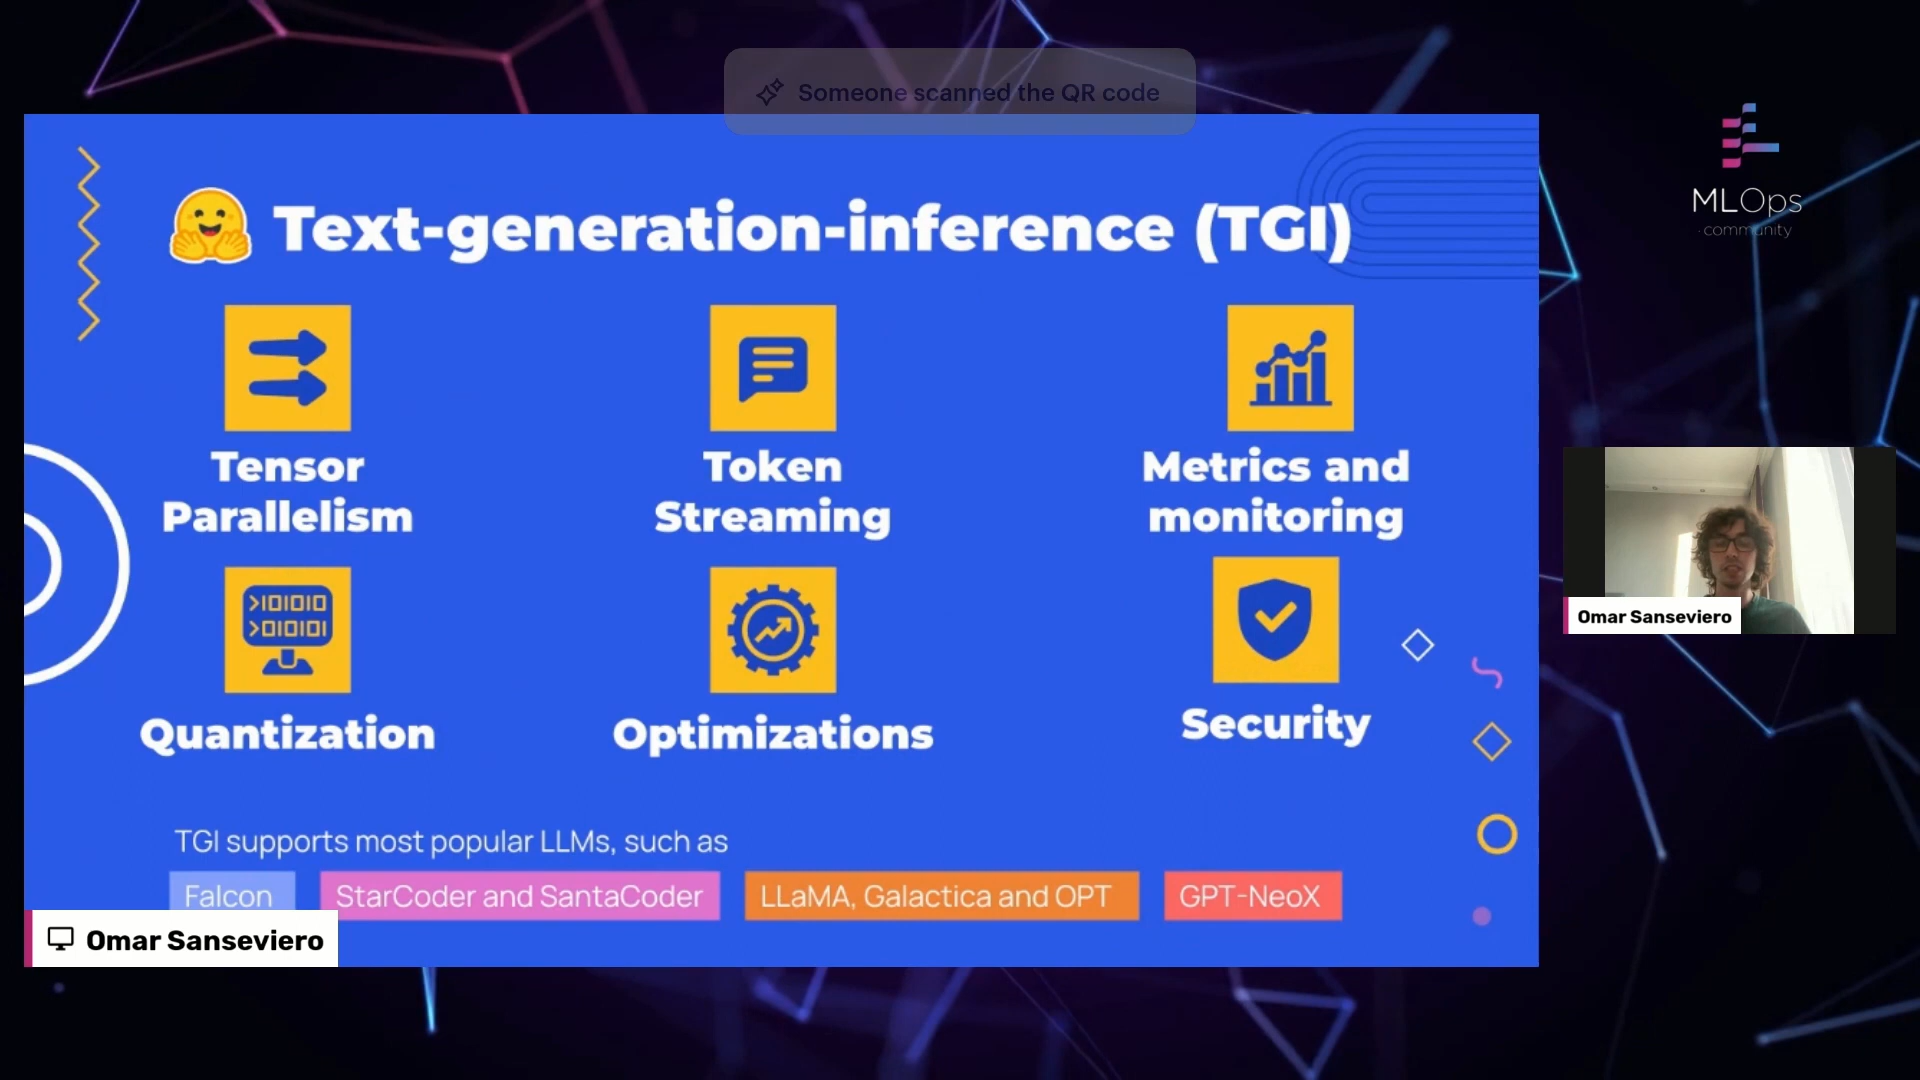 Someone scanned the QR code
Text-generation-inference (TGI)
Tensor
Parallelism
Token
Streaming
Metrics and
monitoring
>101010
>010101
Quantization
Optimizations
Security
TGI supports most popular LLMs, such as
Falcon
StarCoder and SantaCoder
LLaMA, Galactica and OPT
GPT-NeoX
Omar Sanseviero
MLOps
community
Omar Sanseviero